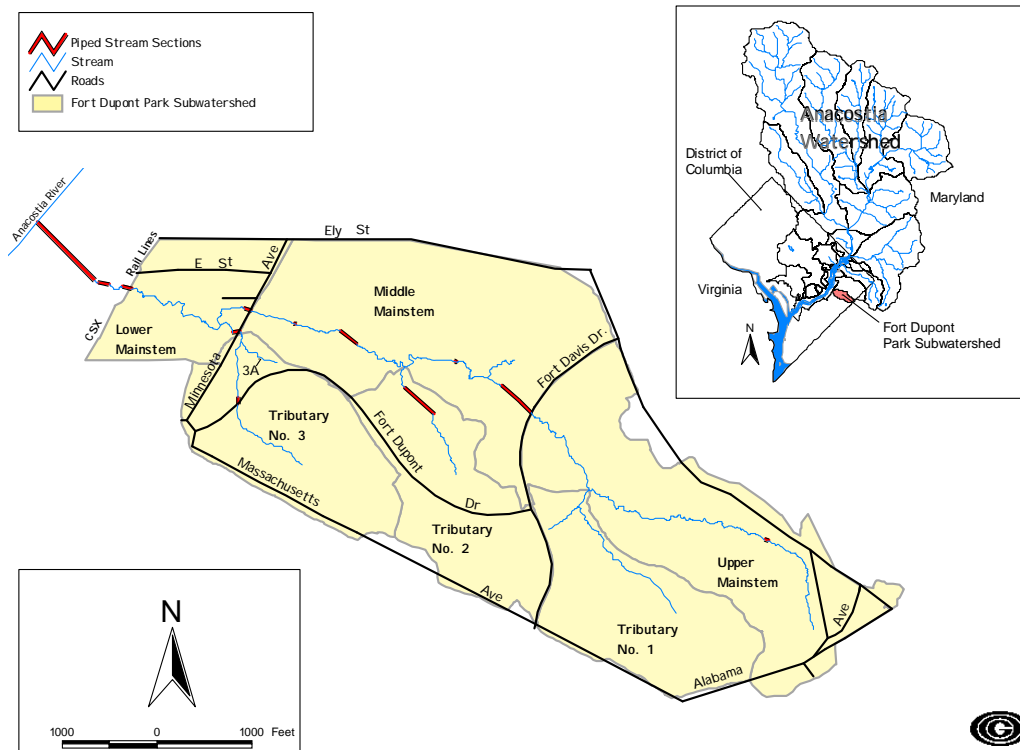 Piped Stream Sections
Stream
Roads
Fort Dupont Park Subwatershed
Anacostia
Watershed
District of
Columbia
Maryland
Virginia
N
Fort Dupont
Park Subwatershed
Anacostia River
Rail Lines
CSX
Ely St
E St
Ave
Minnesota
Lower
Mainstem
Middle
Mainstem
Fort Davis Dr.
3A
Tributary
No. 3
Fort Dupont
Dr
Massachusetts
Ave
Tributary
No. 2
Upper
Mainstem
Tributary
No. 1
Alabama
Ave
N
1000 0 1000 Feet